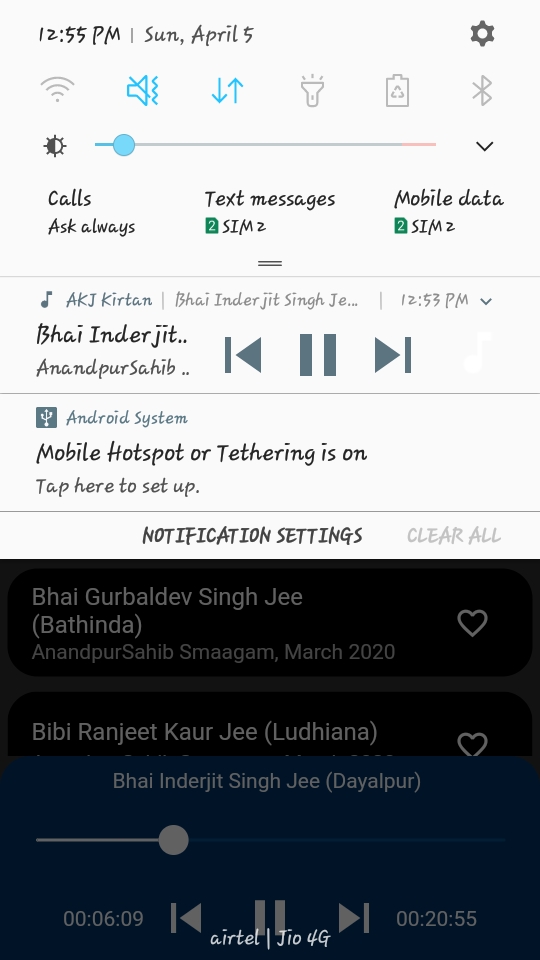 12:55 PM | Sun, April 5
Calls
Ask always
Text messages
2 SIM 2
Mobile data
2 SIM 2
AKJ Kirtan | Bhai Inderjit Singh Je... | 12:53 PM
Bhai Inderjit..
AnandpurSahib ..
Android System
Mobile Hotspot or Tethering is on
Tap here to set up.
NOTIFICATION SETTINGS CLEAR ALL
Bhai Gurbaldev Singh Jee
(Bathinda)
AnandpurSahib Smaagam, March 2020
Bibi Ranjeet Kaur Jee (Ludhiana)
Bhai Inderjit Singh Jee (Dayalpur)
00:06:09 00:20:55
airtel | Jio 4G